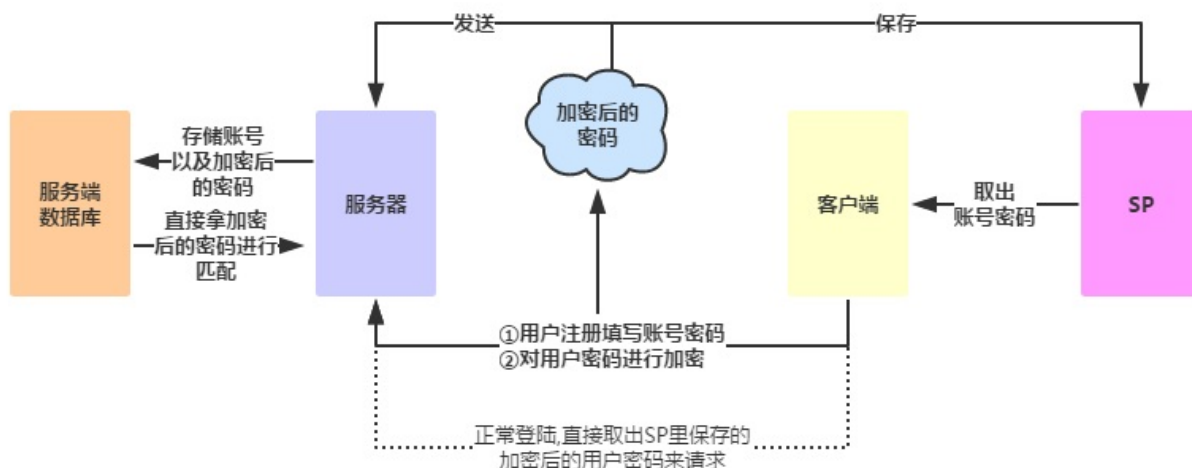 发送
保存
加密后的
密码
存储账号
以及加密后
的密码
服务端
数据库
直接拿加密
后的密码进行
匹配
服务器
客户端
取出
账号密码
SP
①用户注册填写账号密码
②对用户密码进行加密
正常登陆,直接取出SP里保存的
加密后的用户密码来请求